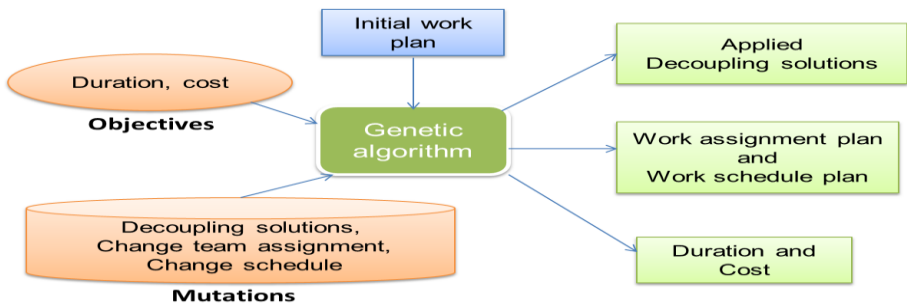 Initial work
plan
Duration, cost
Objectives
Genetic
algorithm
Decoupling solutions,
Change team assignment,
Change schedule
Mutations
Applied
Decoupling solutions
Work assignment plan
and
Work schedule plan
Duration and
Cost